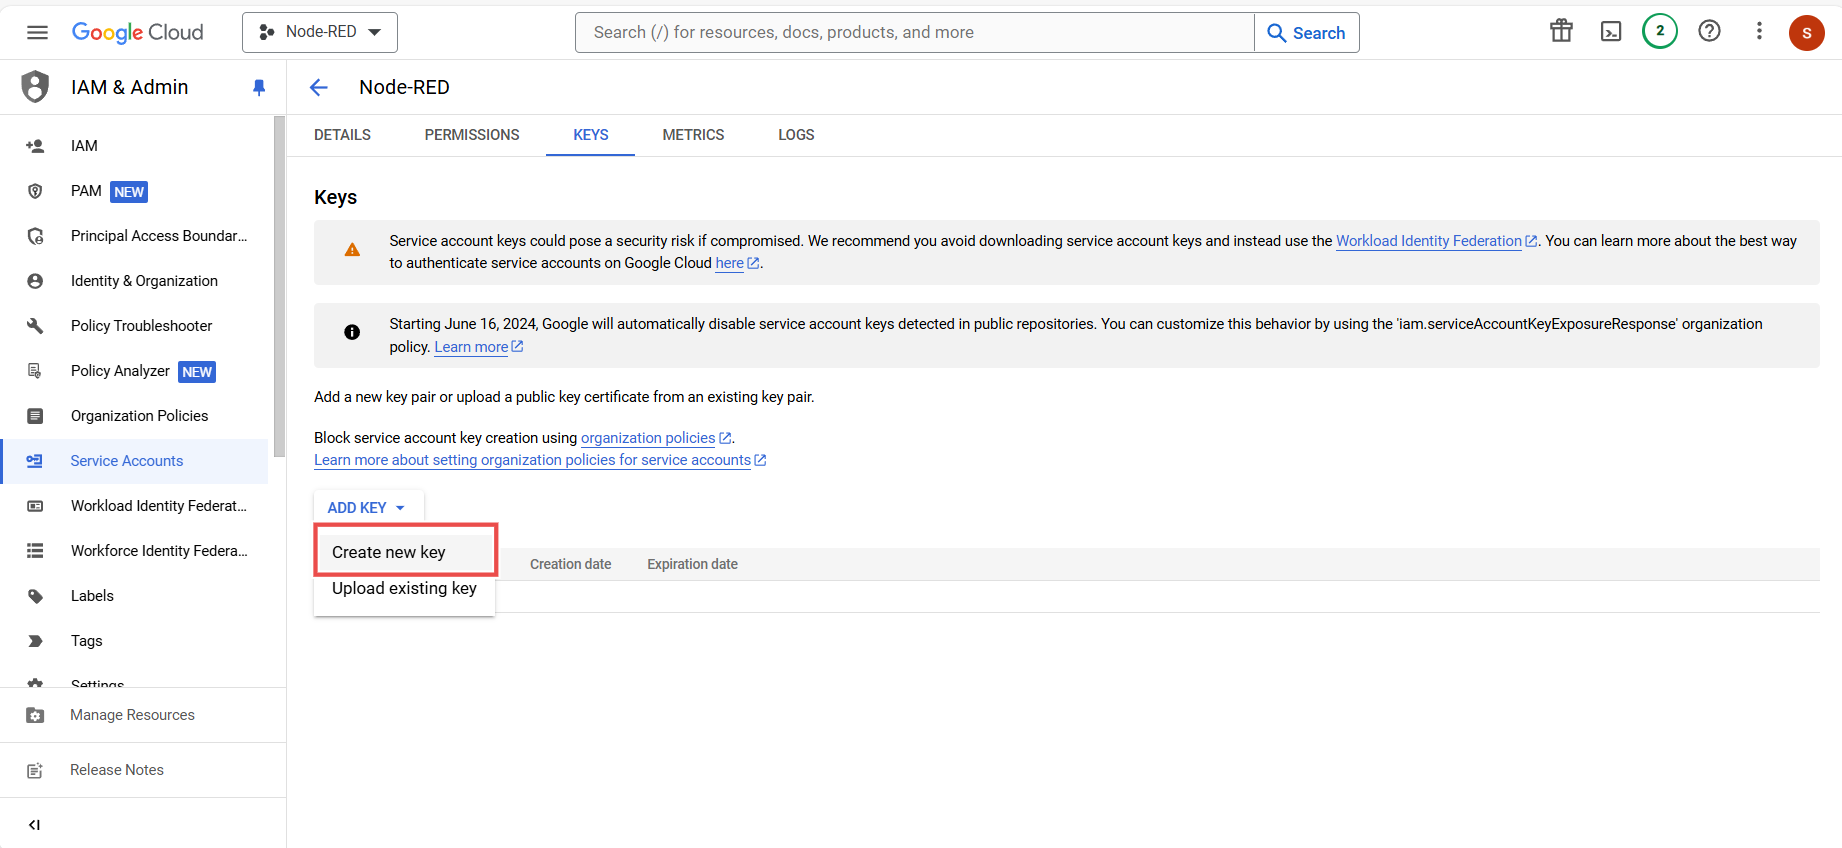 Google Cloud
Node-RED
Search (/) for resources, docs, products, and more
Search
2
S
IAM & Admin
Node-RED
DETAILS
PERMISSIONS
KEYS
METRICS
LOGS
IAM
PAM NEW
Principal Access Boundar...
Identity & Organization
Policy Troubleshooter
Policy Analyzer NEW
Organization Policies
Service Accounts
Workload Identity Federat...
Workforce Identity Federa...
Labels
Tags
Settings
Manage Resources
Release Notes
Keys
Service account keys could pose a security risk if compromised. We recommend you avoid downloading service account keys and instead use the Workload Identity Federation. You can learn more about the best way
to authenticate service accounts on Google Cloud here.
Starting June 16, 2024, Google will automatically disable service account keys detected in public repositories. You can customize this behavior by using the 'iam.serviceAccountKeyExposureResponse' organization
policy. Learn more
Add a new key pair or upload a public key certificate from an existing key pair.
Block service account key creation using organization policies.
Learn more about setting organization policies for service accounts
ADD KEY
Create new key
Upload existing key
Creation date
Expiration date